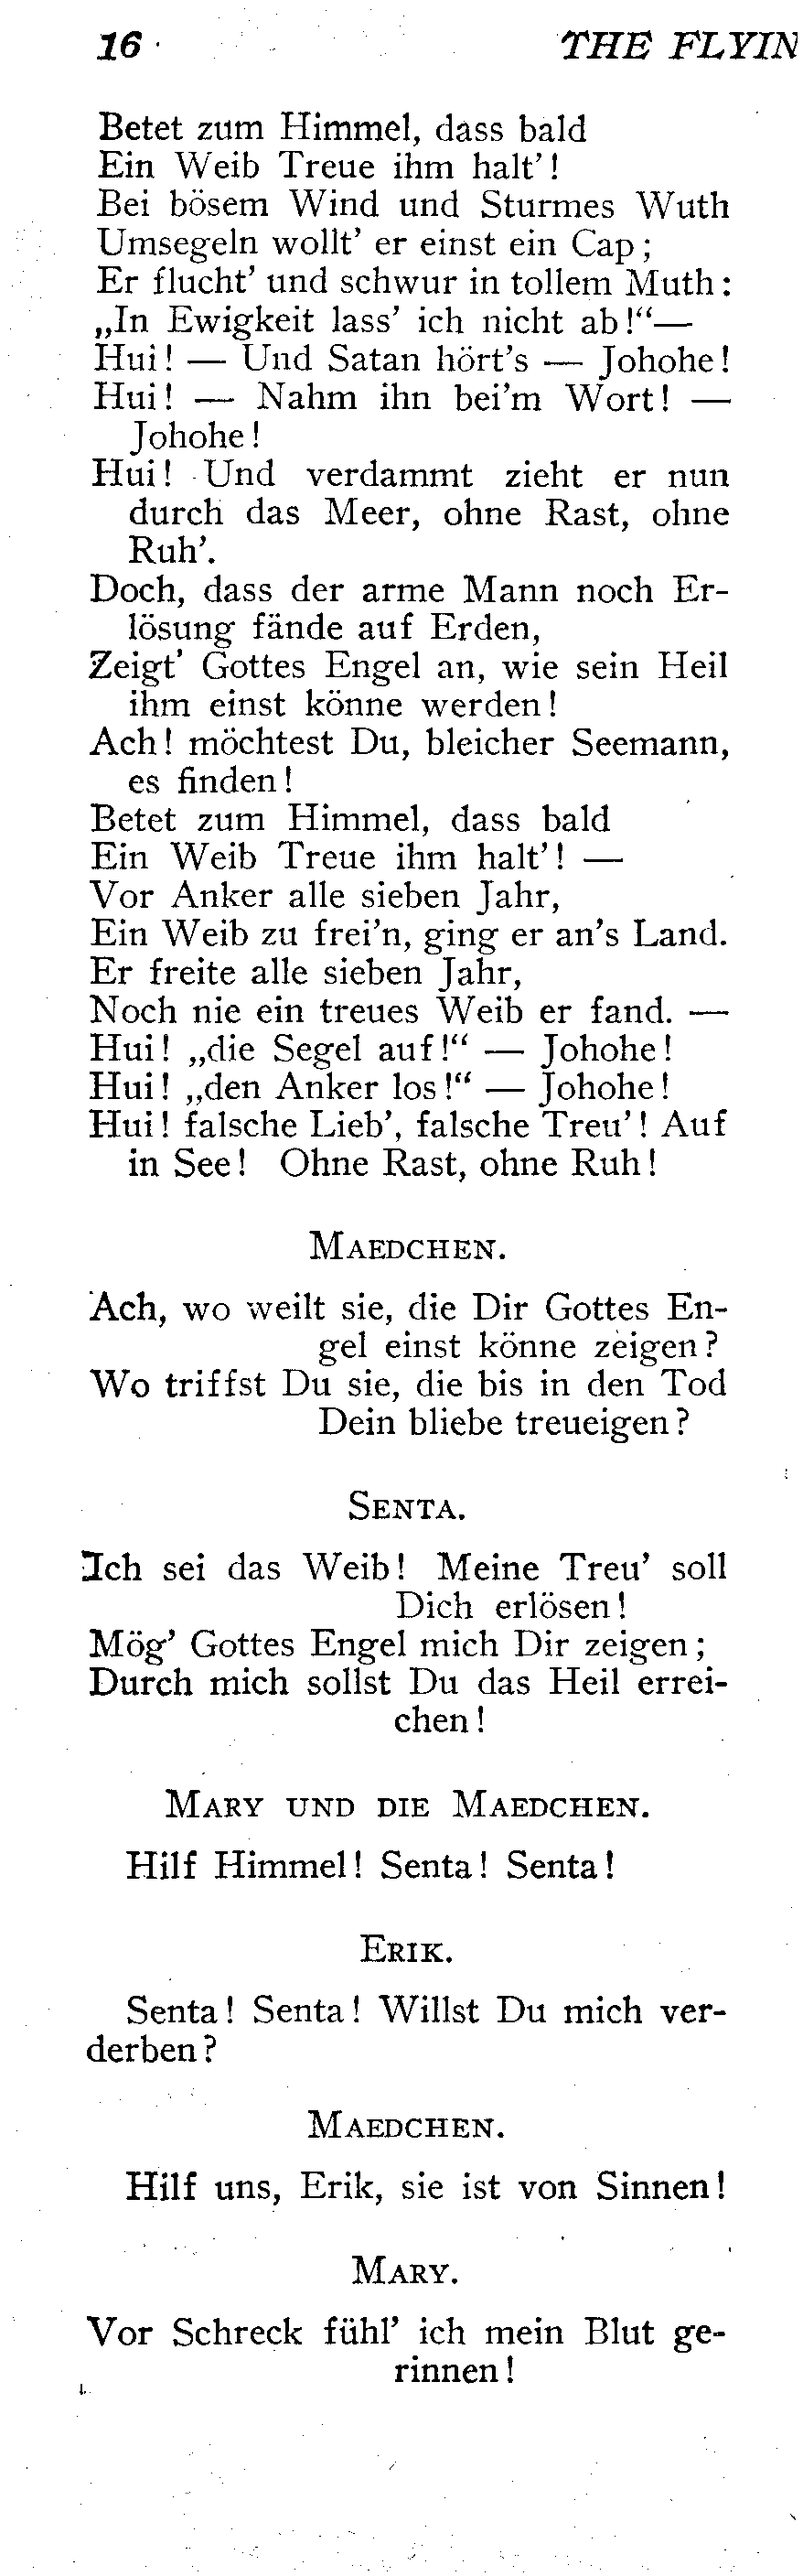 16 THE FLYIN
Betet zum Himmel, dass bald
Ein Weib Treue ihm halt'!
Bei bösem Wind und Sturmes Wuth
Umsegeln wollt' er einst ein Cap;
Er flucht' und schwur in tollem Muth:
„In Ewigkeit lass' ich nicht ab!“—
Hui! — Und Satan hört's — Johohe!
Hui! — Nahm ihn bei'm Wort! —
Johohe!
Hui! Und verdammt zieht er nun
durch das Meer, ohne Rast, ohne
Ruh'.
Doch, dass der arme Mann noch Er-
lösung fände auf Erden,
Zeigt' Gottes Engel an, wie sein Heil
ihm einst könne werden!
Ach! möchtest Du, bleicher Seemann,
es finden!
Betet zum Himmel, dass bald
Ein Weib Treue ihm halt'! —
Vor Anker alle sieben Jahr,
Ein Weib zu frei'n, ging er an's Land.
Er freite alle sieben Jahr,
Noch nie ein treues Weib er fand. —
Hui! „die Segel auf!“ — Johohe!
Hui! „den Anker los!“ — Johohe!
Hui! falsche Lieb', falsche Treu'! Auf
in See! Ohne Rast, ohne Ruh!
MAEDCHEN.
Ach, wo weilt sie, die Dir Gottes En-
gel einst könne zeigen?
Wo triffst Du sie, die bis in den Tod
Dein bliebe treueigen?
SENTA.
Ich sei das Weib! Meine Treu' soll
Dich erlösen!
Mög' Gottes Engel mich Dir zeigen;
Durch mich sollst Du das Heil errei-
chen!
MARY UND DIE MAEDCHEN.
Hilf Himmel! Senta! Senta!
ERIK.
Senta! Senta! Willst Du mich ver-
derben?
MAEDCHEN.
Hilf uns, Erik, sie ist von Sinnen!
MARY.
Vor Schreck fühl' ich mein Blut ge-
rinnen!